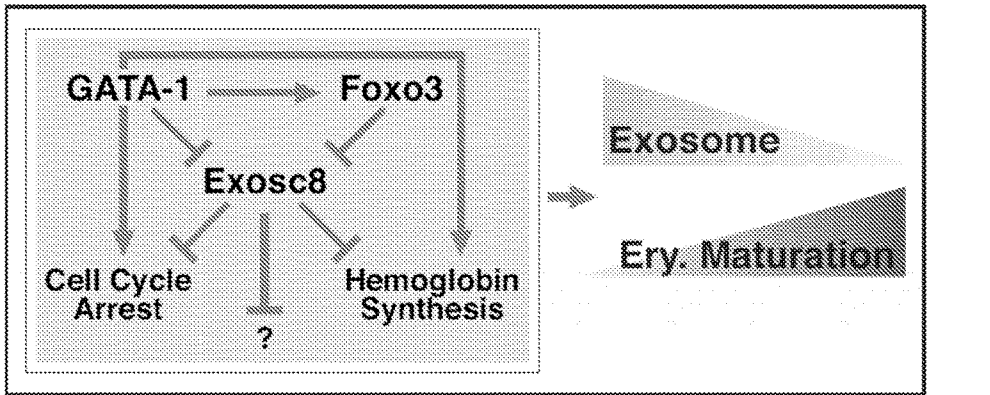 GATA-1
Foxo3
Exosc8
Cell Cycle
Arrest
Hemoglobin
Synthesis
?
Exosome
Ery. Maturation